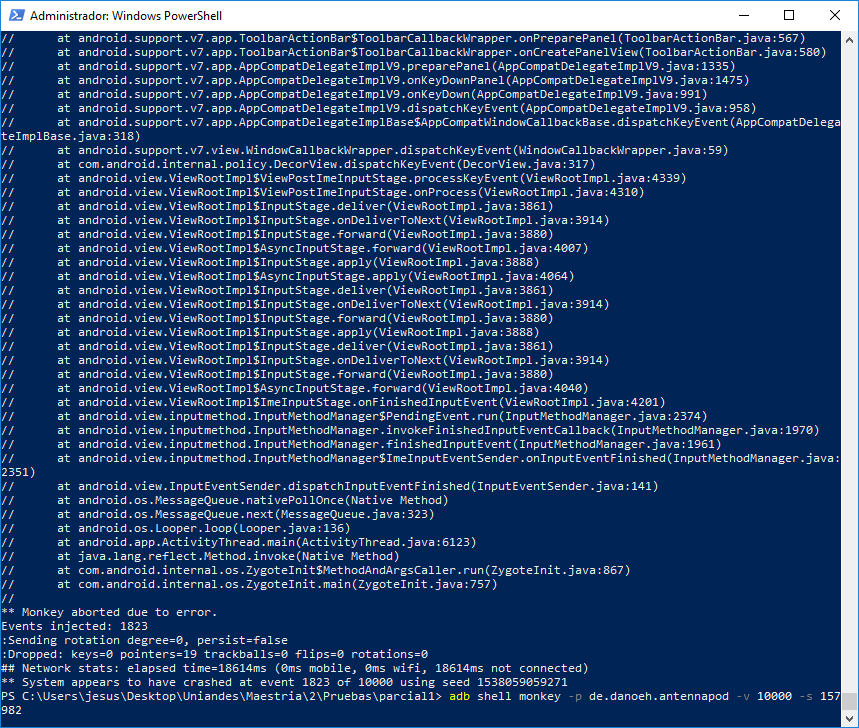 Administrador: Windows PowerShell
//      at android.support.v7.app.ToolbarActionBar$ToolbarCallbackWrapper.onPreparePanel(ToolbarActionBar.java:567)
//      at android.support.v7.app.ToolbarActionBar$ToolbarCallbackWrapper.onCreatePanelView(ToolbarActionBar.java:580)
//      at android.support.v7.app.AppCompatDelegateImplV9.preparePanel(AppCompatDelegateImplV9.java:1335)
//      at android.support.v7.app.AppCompatDelegateImplV9.onKeyDownPanel(AppCompatDelegateImplV9.java:1475)
//      at android.support.v7.app.AppCompatDelegateImplV9.onKeyDown(AppCompatDelegateImplV9.java:991)
//      at android.support.v7.app.AppCompatDelegateImplV9.dispatchKeyEvent(AppCompatDelegateImplV9.java:958)
//      at android.support.v7.app.AppCompatDelegateImplBase$AppCompatWindowCallbackBase.dispatchKeyEvent(AppCompatDelega
teImplBase.java:318)
//      at android.support.v7.view.WindowCallbackWrapper.dispatchKeyEvent(WindowCallbackWrapper.java:59)
//      at com.android.internal.policy.DecorView.dispatchKeyEvent(DecorView.java:317)
//      at android.view.ViewRootImpl$ViewPostImeInputStage.processKeyEvent(ViewRootImpl.java:4339)
//      at android.view.ViewRootImpl$ViewPostImeInputStage.onProcess(ViewRootImpl.java:4310)
//      at android.view.ViewRootImpl$InputStage.deliver(ViewRootImpl.java:3861)
//      at android.view.ViewRootImpl$InputStage.onDeliverToNext(ViewRootImpl.java:3914)
//      at android.view.ViewRootImpl$InputStage.forward(ViewRootImpl.java:3880)
//      at android.view.ViewRootImpl$AsyncInputStage.forward(ViewRootImpl.java:4007)
//      at android.view.ViewRootImpl$InputStage.apply(ViewRootImpl.java:3888)
//      at android.view.ViewRootImpl$AsyncInputStage.apply(ViewRootImpl.java:4064)
//      at android.view.ViewRootImpl$InputStage.deliver(ViewRootImpl.java:3861)
//      at android.view.ViewRootImpl$InputStage.onDeliverToNext(ViewRootImpl.java:3914)
//      at android.view.ViewRootImpl$InputStage.forward(ViewRootImpl.java:3880)
//      at android.view.ViewRootImpl$InputStage.apply(ViewRootImpl.java:3888)
//      at android.view.ViewRootImpl$InputStage.deliver(ViewRootImpl.java:3861)
//      at android.view.ViewRootImpl$InputStage.onDeliverToNext(ViewRootImpl.java:3914)
//      at android.view.ViewRootImpl$InputStage.forward(ViewRootImpl.java:3880)
//      at android.view.ViewRootImpl$AsyncInputStage.forward(ViewRootImpl.java:4040)
//      at android.view.ViewRootImpl$ImeInputStage.onFinishedInputEvent(ViewRootImpl.java:4201)
//      at android.view.inputmethod.InputMethodManager$PendingEvent.run(InputMethodManager.java:2374)
//      at android.view.inputmethod.InputMethodManager.invokeFinishedInputEventCallback(InputMethodManager.java:1970)
//      at android.view.inputmethod.InputMethodManager.finishedInputEvent(InputMethodManager.java:1961)
//      at android.view.inputmethod.InputMethodManager$ImeInputEventSender.onInputEventFinished(InputMethodManager.java:
2351)
//      at android.view.InputEventSender.dispatchInputEventFinished(InputEventSender.java:141)
//      at android.os.MessageQueue.nativePollOnce(Native Method)
//      at android.os.MessageQueue.next(MessageQueue.java:323)
//      at android.os.Looper.loop(Looper.java:136)
//      at android.app.ActivityThread.main(ActivityThread.java:6123)
//      at java.lang.reflect.Method.invoke(Native Method)
//      at com.android.internal.os.ZygoteInit$MethodAndArgsCaller.run(ZygoteInit.java:867)
//      at com.android.internal.os.ZygoteInit.main(ZygoteInit.java:757)
//
** Monkey aborted due to error.
Events injected: 1823
:Sending rotation degree=0, persist=false
:Dropped: keys=0 pointers=19 trackballs=0 flips=0 rotations=0
## Network stats: elapsed time=18614ms (0ms mobile, 0ms wifi, 18614ms not connected)
** System appears to have crashed at event 1823 of 10000 using seed 1538059059271
PS C:\Users\jesus\Desktop\Uniandes\Maestria\2\Pruebas\parcial1> adb shell monkey -p de.danoeh.antennapod -v 10000 -s 157
982